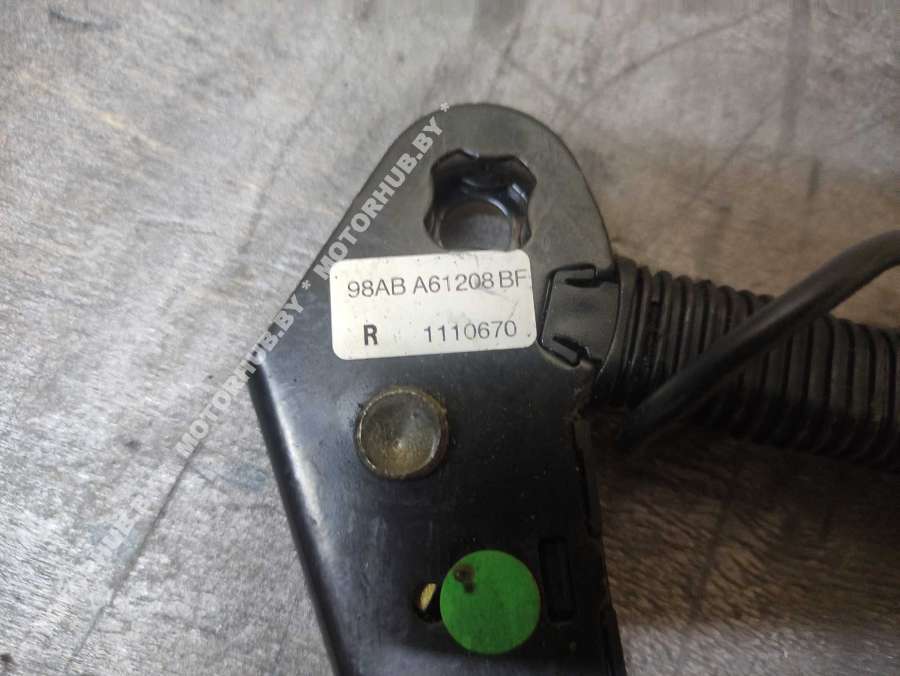 98AB A61208 BF
R 1110670
* MOTORHUB.BY * MOTORHUB.BY *